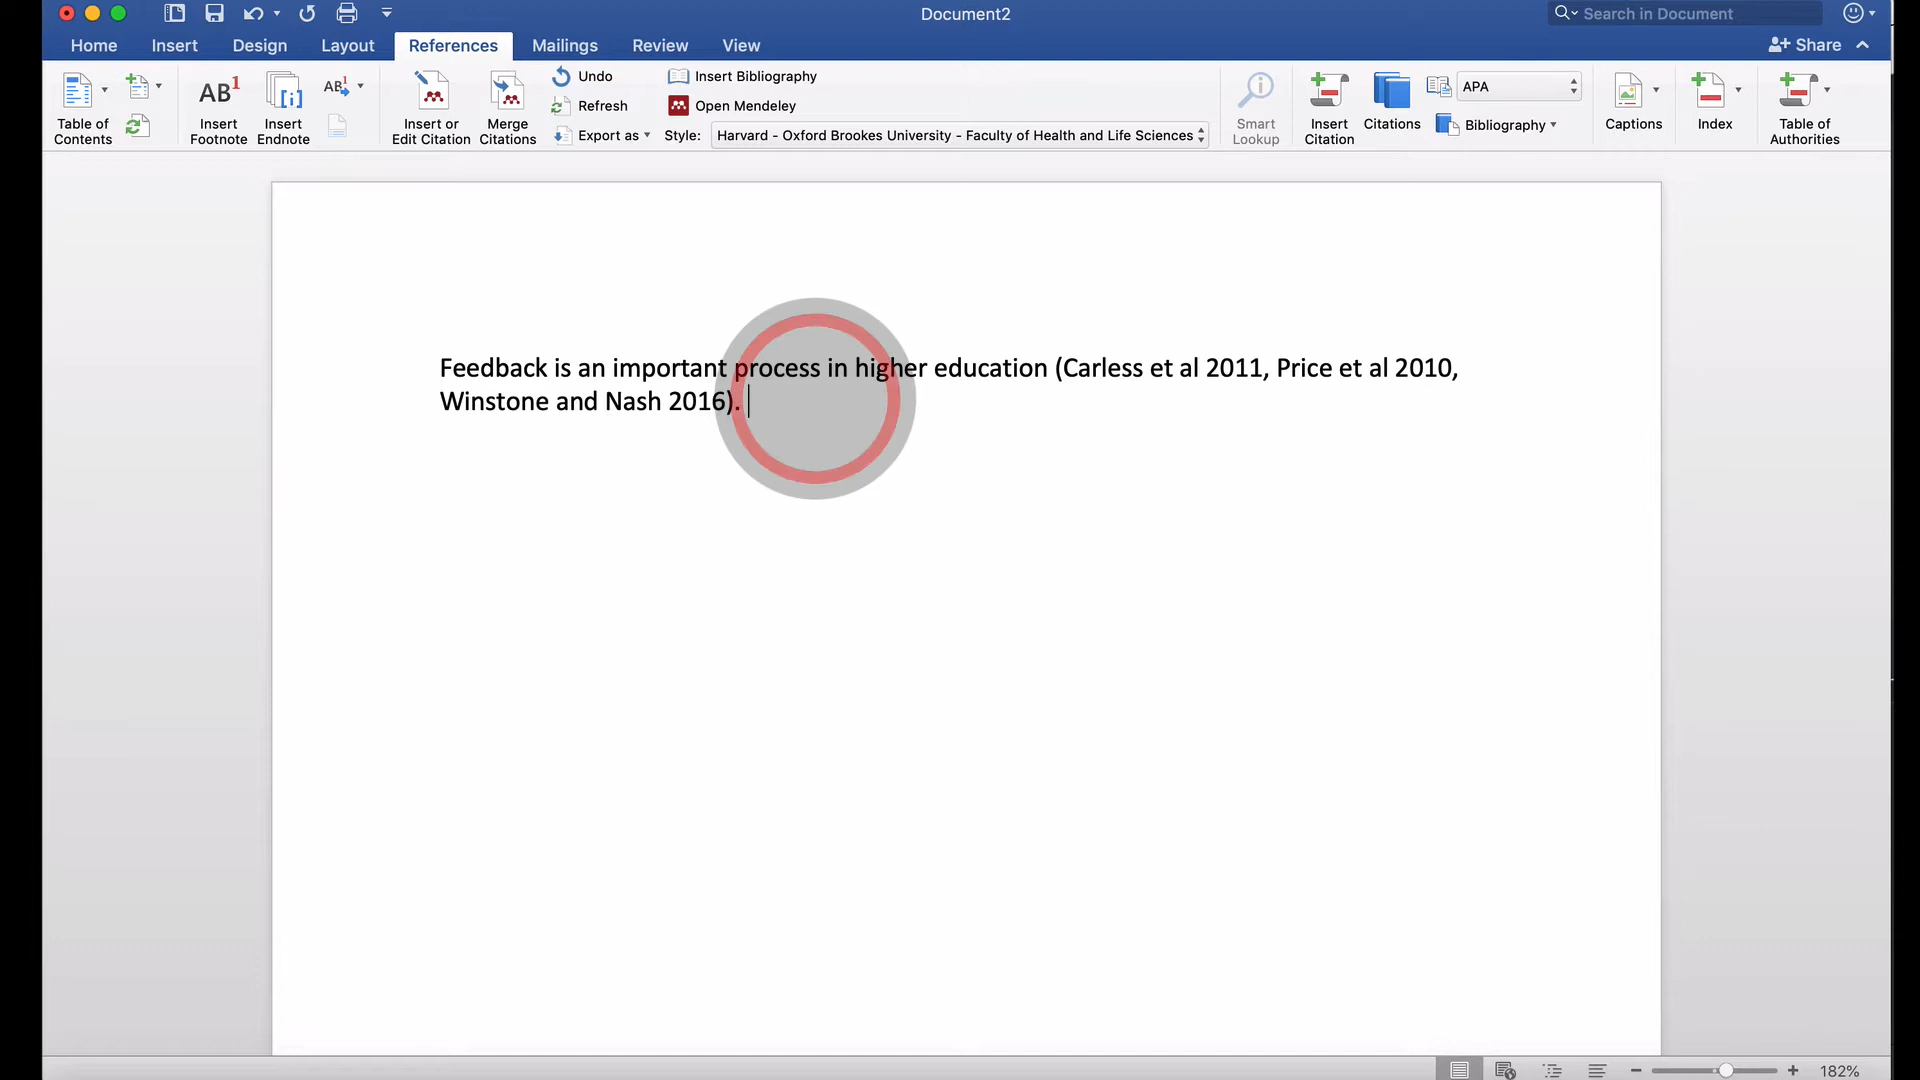 Document2
Search in Document
Home Insert Design Layout References Mailings Review View
Share
Table of Contents
AB1 Insert Footnote
Insert Endnote
AB1
Insert or Edit Citation
Merge Citations
Undo
Refresh
Export as
Insert Bibliography
Open Mendeley
Style: Harvard - Oxford Brookes University - Faculty of Health and Life Sciences
Smart Lookup
Insert Citation
Citations
APA
Bibliography
Captions
Index
Table of Authorities
Feedback is an important process in higher education (Carless et al 2011, Price et al 2010,
Winstone and Nash 2016).
182%